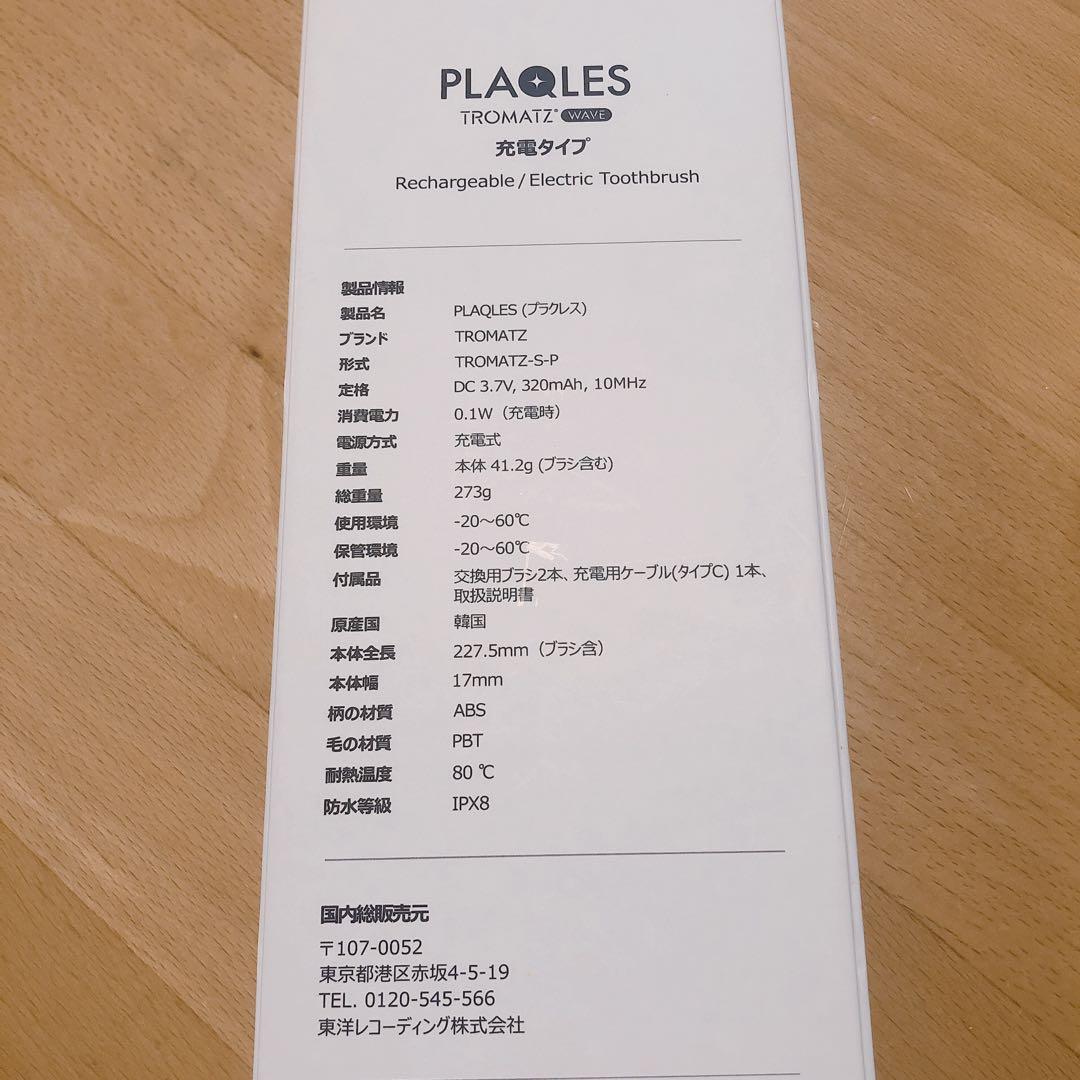 PLAQLES
TROMATZ® WAVE
充電タイプ
Rechargeable / Electric Toothbrush
製品情報
製品名 PLAQLES (プラクレス)
ブランド TROMATZ
形式 TROMATZ-S-P
定格 DC 3.7V, 320mAh, 10MHz
消費電力 0.1W（充電時）
電源方式 充電式
重量 本体 41.2g (ブラシ含む)
総重量 273g
使用環境 -20～60℃
保管環境 -20～60℃
付属品 交換用ブラシ2本、充電用ケーブル(タイプC) 1本、
取扱説明書
原産国 韓国
本体全長 227.5mm（ブラシ含）
本体幅 17mm
柄の材質 ABS
毛の材質 PBT
耐熱温度 80 ℃
防水等級 IPX8
国内総販売元
〒107-0052
東京都港区赤坂4-5-19
TEL. 0120-545-566
東洋レコーディング株式会社